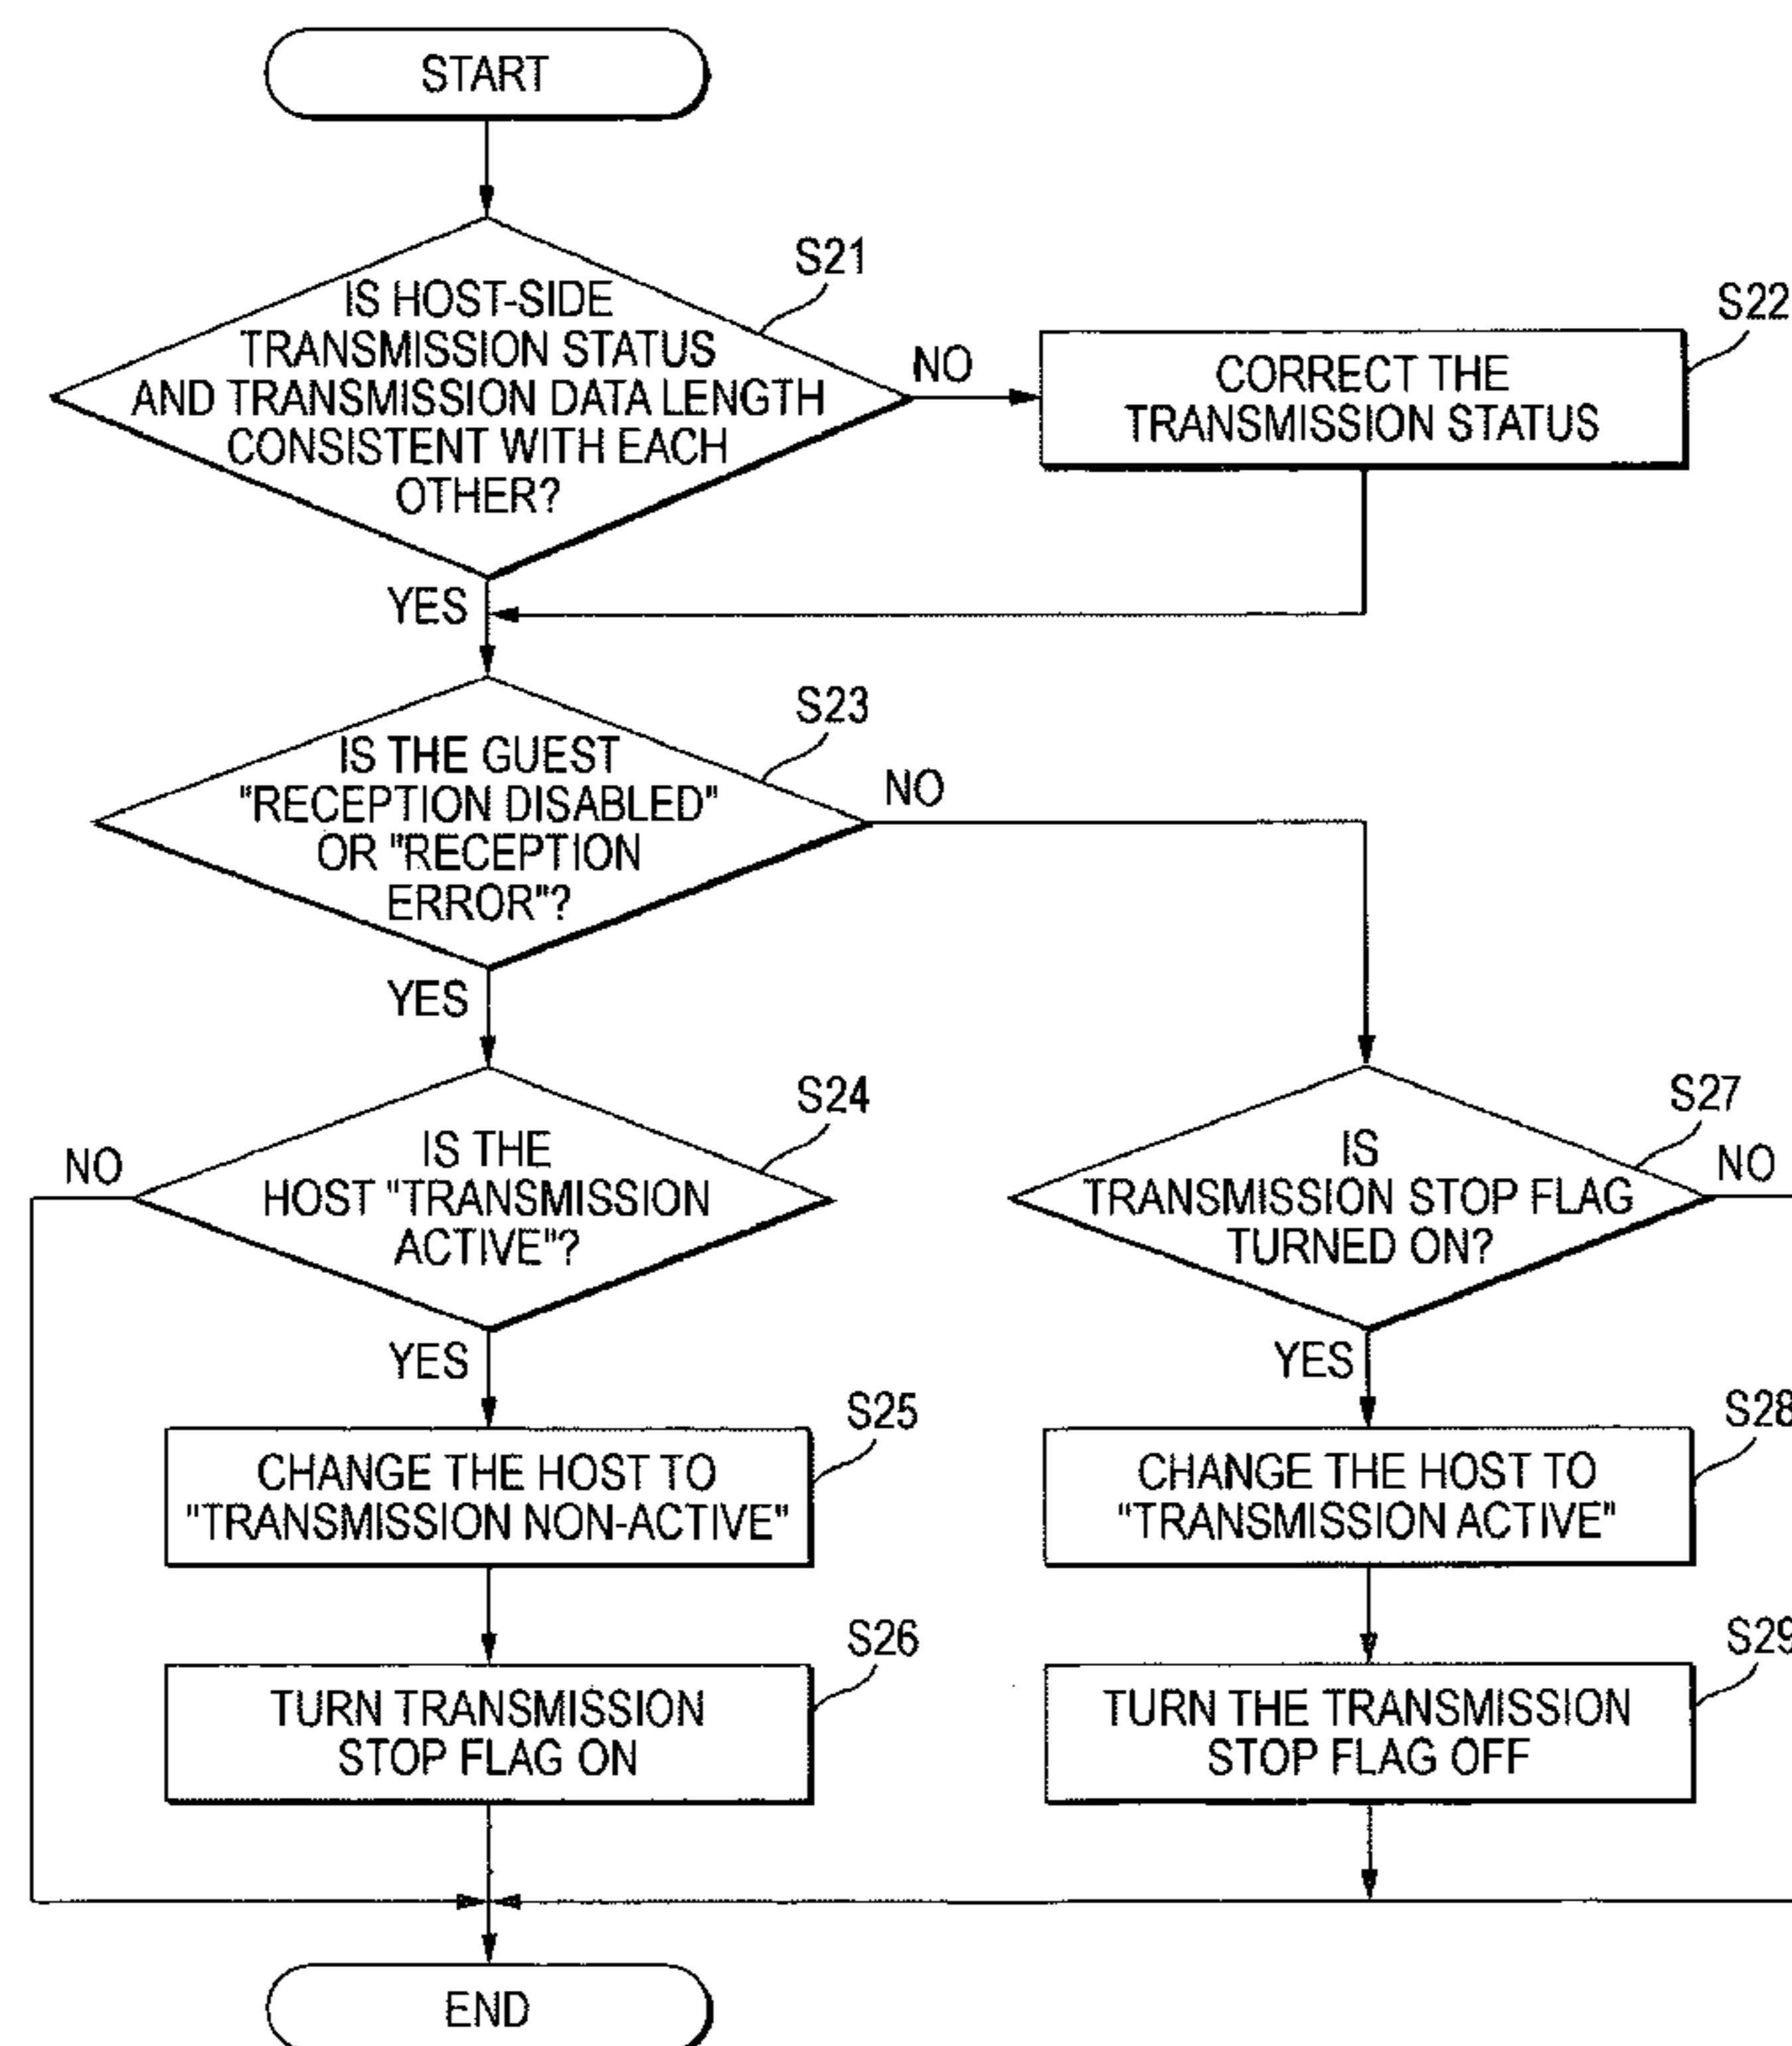 START
S21
IS HOST-SIDE
TRANSMISSION STATUS
AND TRANSMISSION DATA LENGTH
CONSISTENT WITH EACH
OTHER?
NO
S22
CORRECT THE
TRANSMISSION STATUS
YES
S23
IS THE GUEST
"RECEPTION DISABLED"
OR "RECEPTION
ERROR"?
NO
YES
S24
IS THE
HOST "TRANSMISSION
ACTIVE"?
NO
S27
IS
TRANSMISSION STOP FLAG
TURNED ON?
NO
YES
YES
S25
CHANGE THE HOST TO
"TRANSMISSION NON-ACTIVE"
S28
CHANGE THE HOST TO
"TRANSMISSION ACTIVE"
S26
TURN TRANSMISSION
STOP FLAG ON
S29
TURN THE TRANSMISSION
STOP FLAG OFF
END